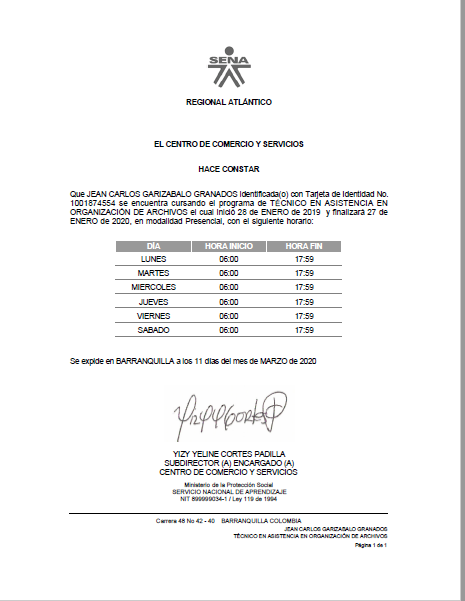 SENA
REGIONAL ATLÁNTICO
EL CENTRO DE COMERCIO Y SERVICIOS
HACE CONSTAR
Que JEAN CARLOS GARIZABALO GRANADOS Identificada(o) con Tarjeta de Identidad No.
1001874554 se encuentra cursando el programa de TÉCNICO EN ASISTENCIA EN
ORGANIZACIÓN DE ARCHIVOS el cual inició 28 de ENERO de 2019 y finalizará 27 de
ENERO de 2020, en modalidad Presencial, con el siguiente horario:
DÍA HORA INICIO HORA FIN
LUNES 06:00 17:59
MARTES 06:00 17:59
MIERCOLES 06:00 17:59
JUEVES 06:00 17:59
VIERNES 06:00 17:59
SABADO 06:00 17:59
Se expide en BARRANQUILLA a los 11 días del mes de MARZO de 2020
YIZY YELINE CORTES PADILLA
SUBDIRECTOR (A) ENCARGADO (A)
CENTRO DE COMERCIO Y SERVICIOS
Ministerio de la Protección Social
SERVICIO NACIONAL DE APRENDIZAJE
NIT 899999034-1 / Ley 119 de 1994
Carrera 48 No 42 - 40 BARRANQUILLA COLOMBIA
JEAN CARLOS GARIZABALO GRANADOS
TÉCNICO EN ASISTENCIA EN ORGANIZACIÓN DE ARCHIVOS
Página 1 de 1